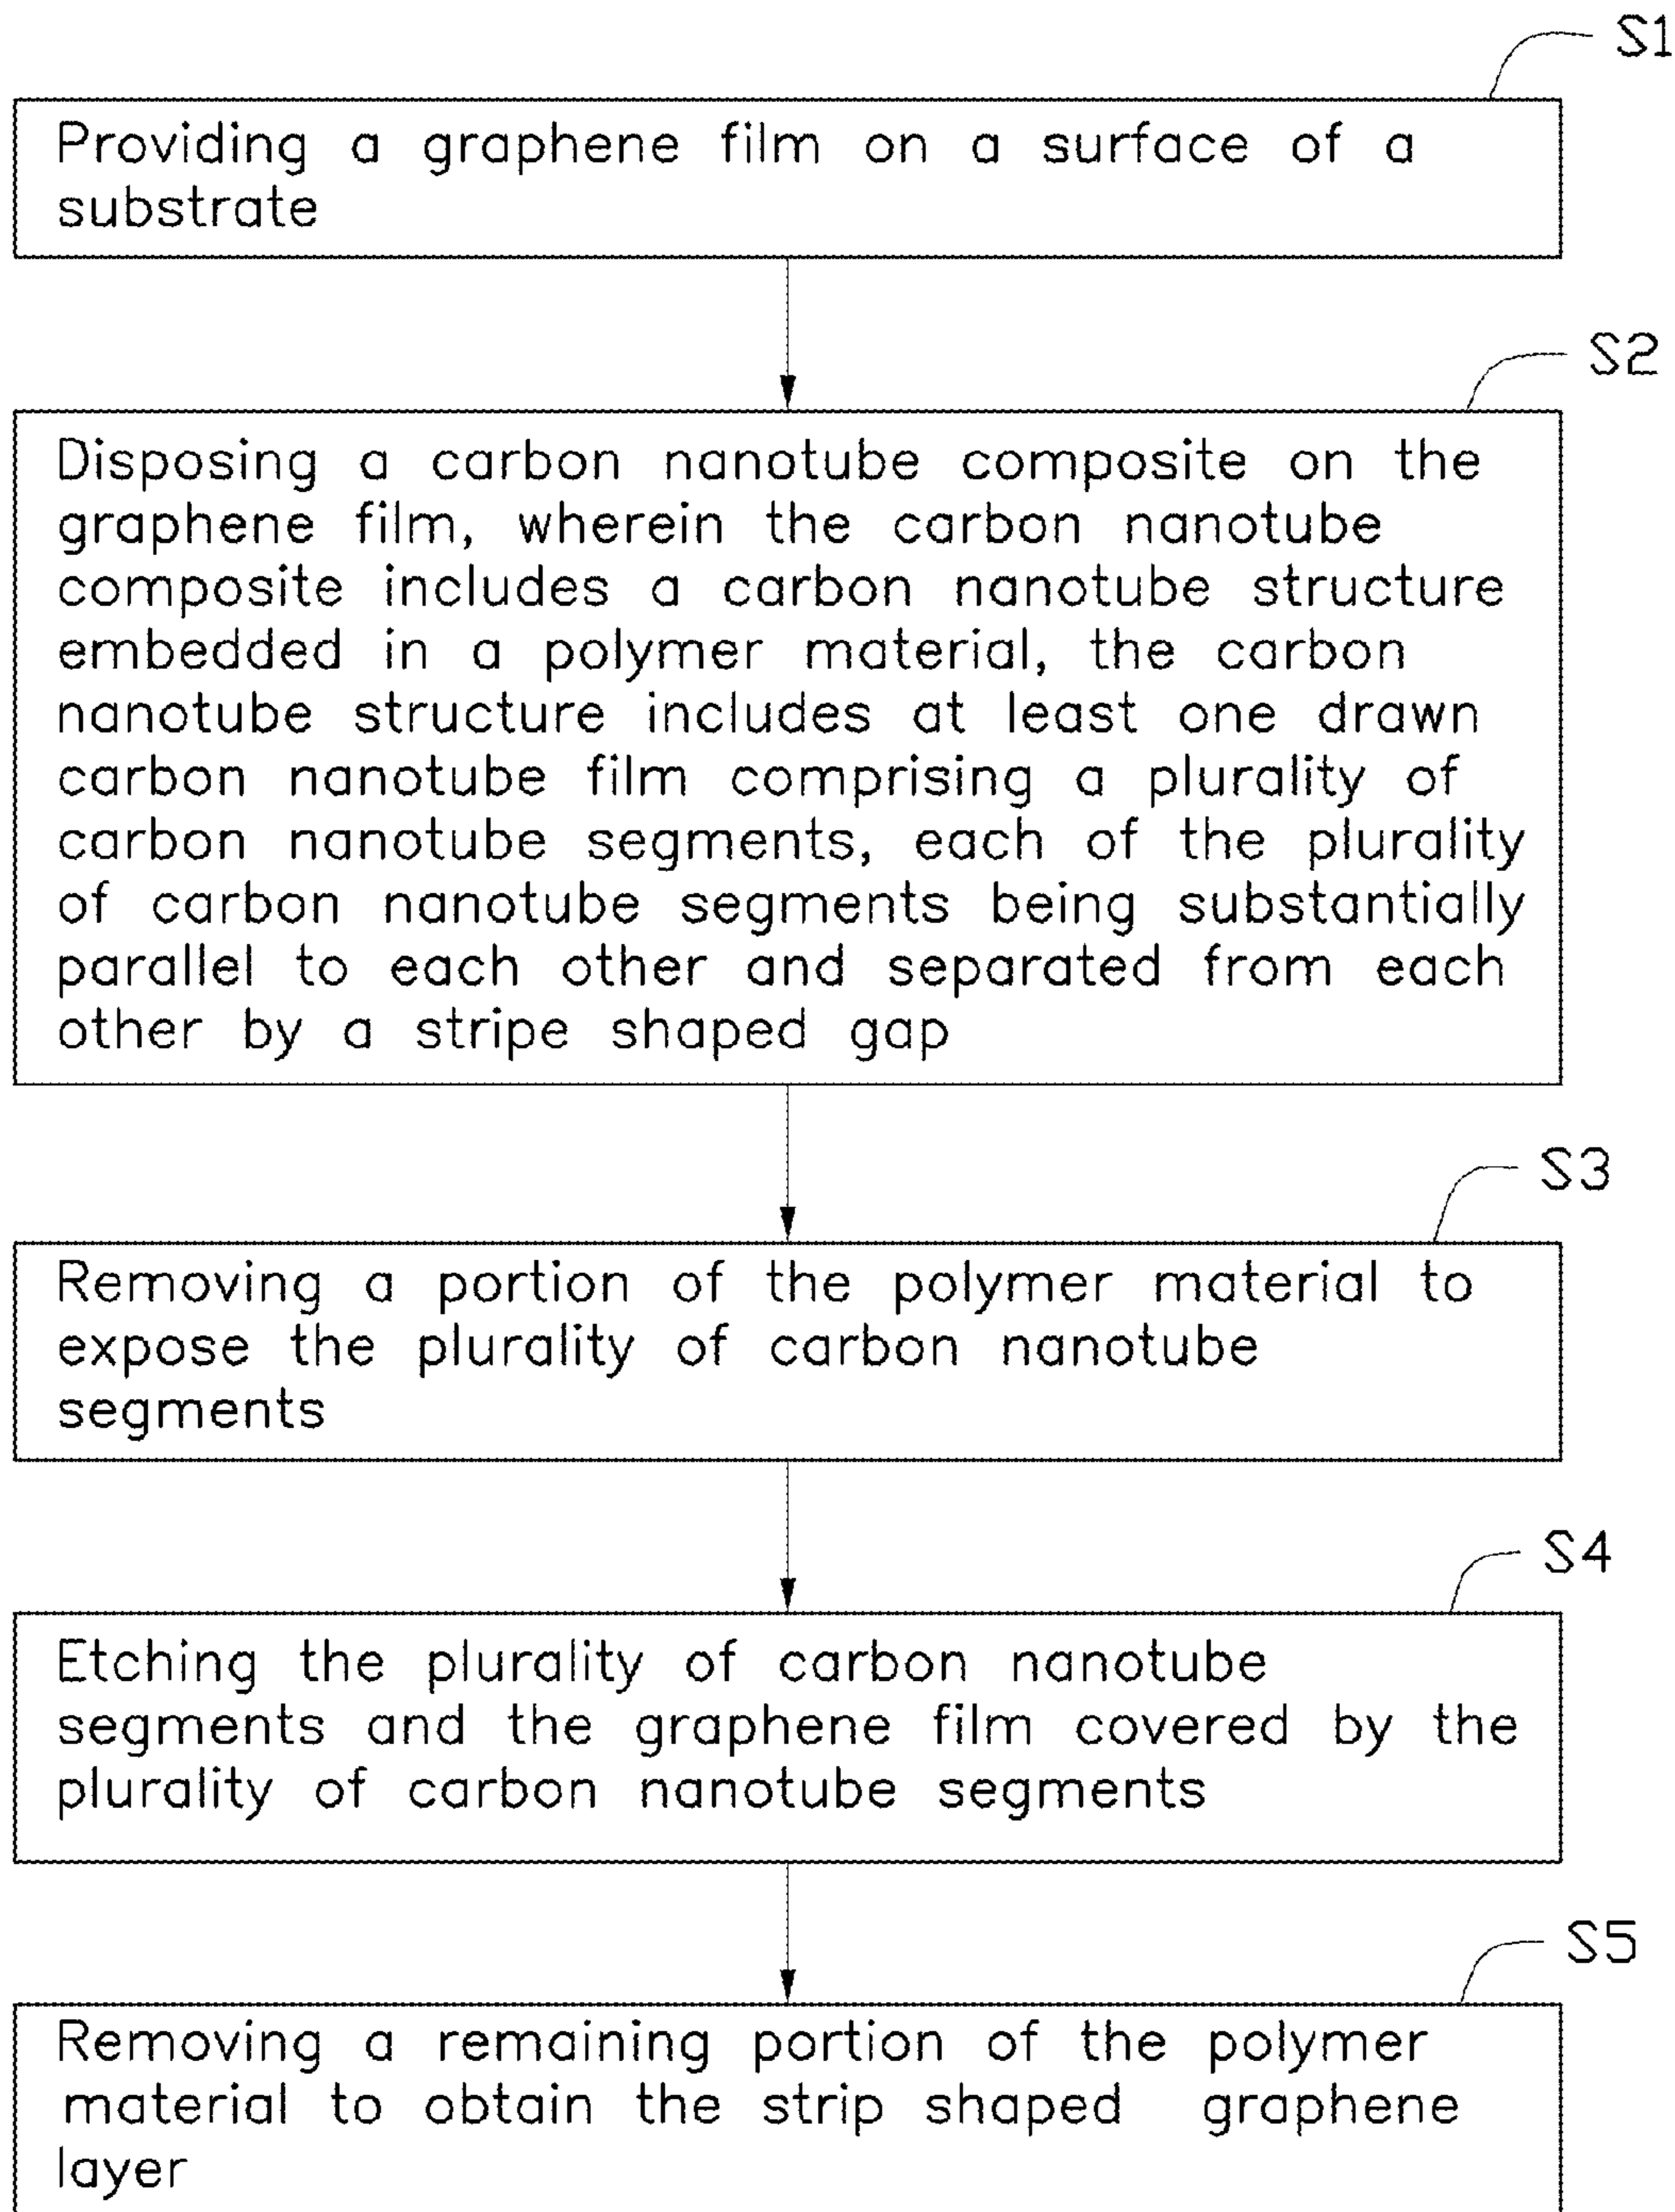 S1
Providing a graphene film on a surface of a
substrate
S2
Disposing a carbon nanotube composite on the
graphene film, wherein the carbon nanotube
composite includes a carbon nanotube structure
embedded in a polymer material, the carbon
nanotube structure includes at least one drawn
carbon nanotube film comprising a plurality of
carbon nanotube segments, each of the plurality
of carbon nanotube segments being substantially
parallel to each other and separated from each
other by a stripe shaped gap
S3
Removing a portion of the polymer material to
expose the plurality of carbon nanotube
segments
S4
Etching the plurality of carbon nanotube
segments and the graphene film covered by the
plurality of carbon nanotube segments
S5
Removing a remaining portion of the polymer
material to obtain the strip shaped graphene
layer